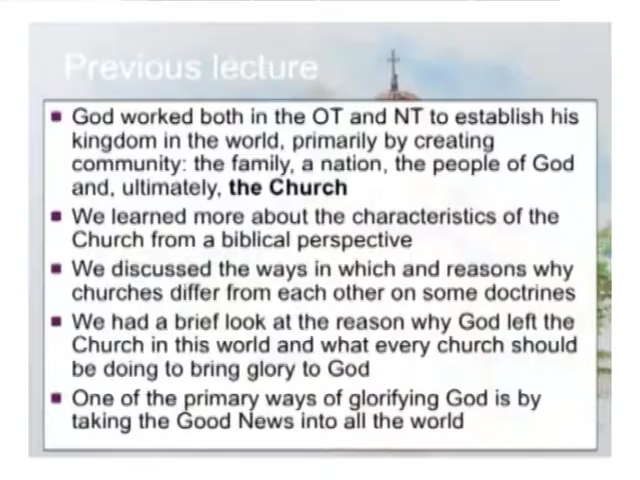 Previous lecture
God worked both in the OT and NT to establish his
kingdom in the world, primarily by creating
community: the family, a nation, the people of God
and, ultimately, the Church
We learned more about the characteristics of the
Church from a biblical perspective
We discussed the ways in which and reasons why
churches differ from each other on some doctrines
We had a brief look at the reason why God left the
Church in this world and what every church should
be doing to bring glory to God
One of the primary ways of glorifying God is by
taking the Good News into all the world